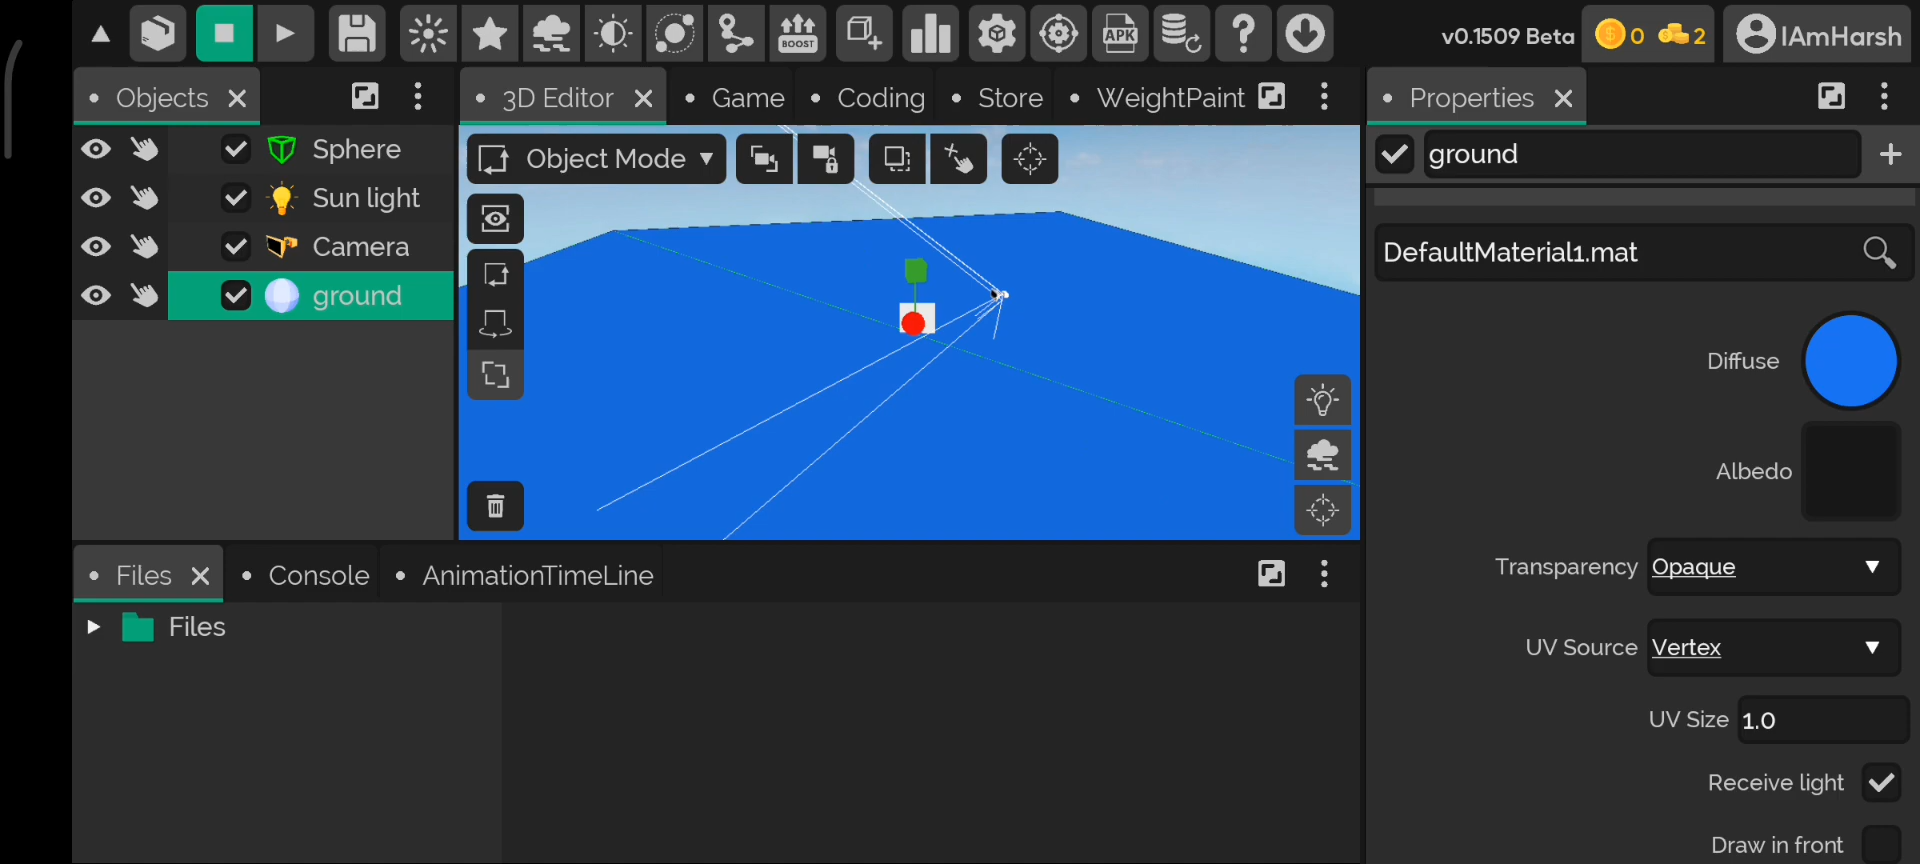 BOOST
APK
v0.1509 Beta
0
2
IAmHarsh
Objects
3D Editor
Game
Coding
Store
WeightPaint
Properties
Sphere
Sun light
Camera
ground
Object Mode
ground
DefaultMaterial1.mat
Diffuse
Albedo
Transparency Opaque
UV Source Vertex
UV Size 1.0
Receive light
Draw in front
Files
Console
AnimationTimeLine
Files